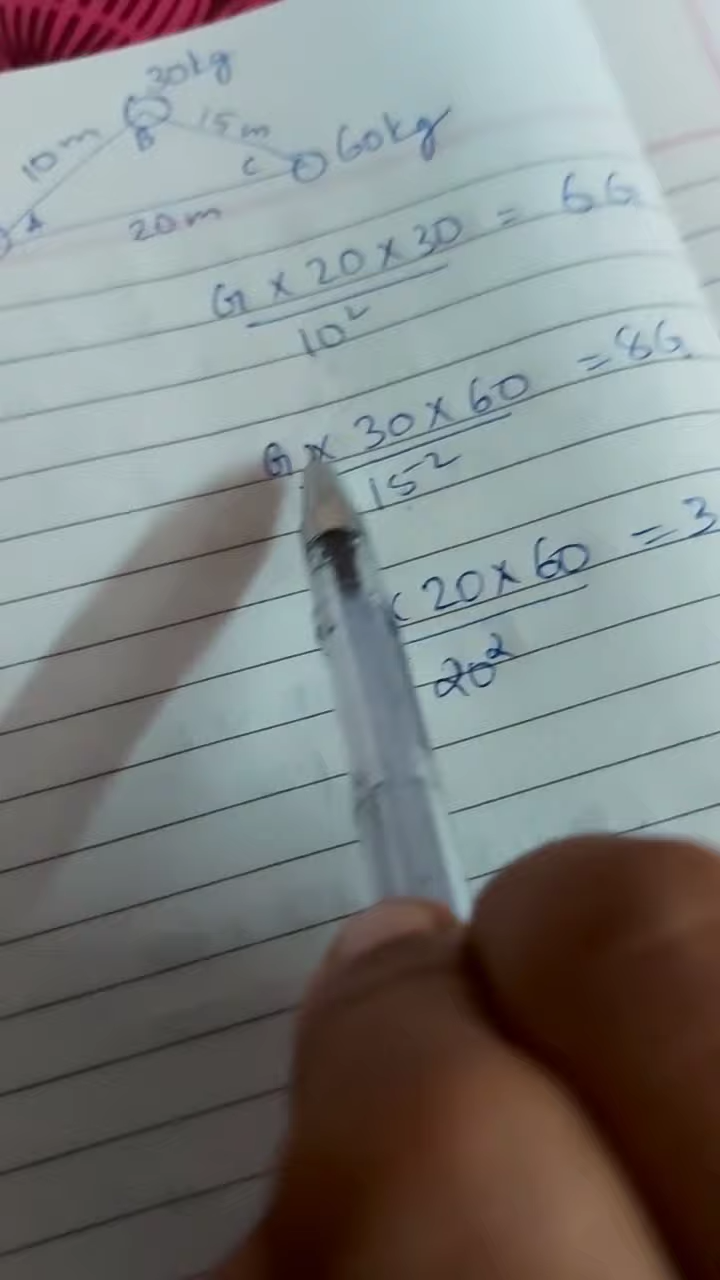 30kg
10m B 15m
C 60kg
A 20m
G × 20 × 30 = 6G
10²
G × 30 × 60 = 8G
15²
× 20 × 60 = 3
20²